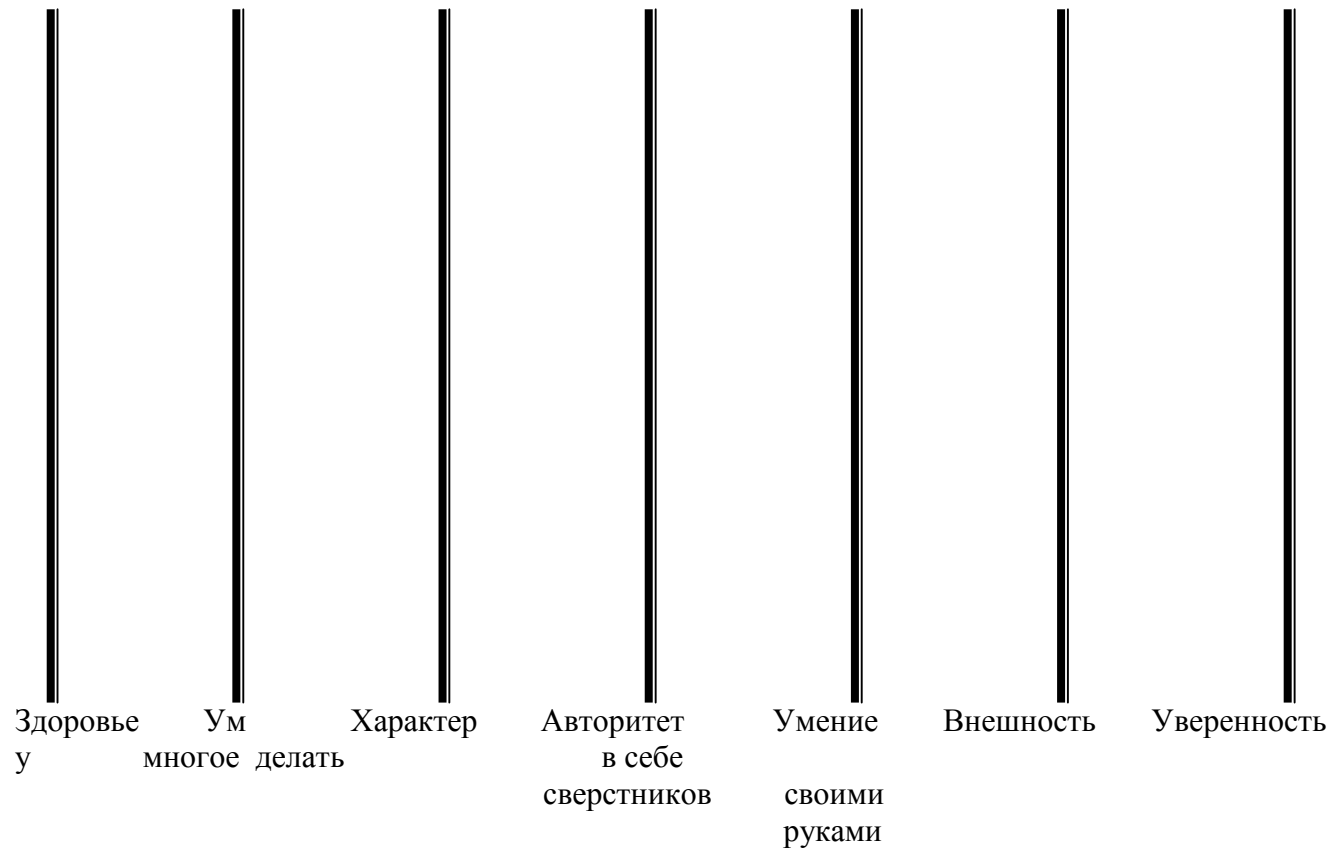 Здоровье Ум Характер Авторитет Умение Внешность Уверенность
у многое делать в себе
сверстников своими
руками